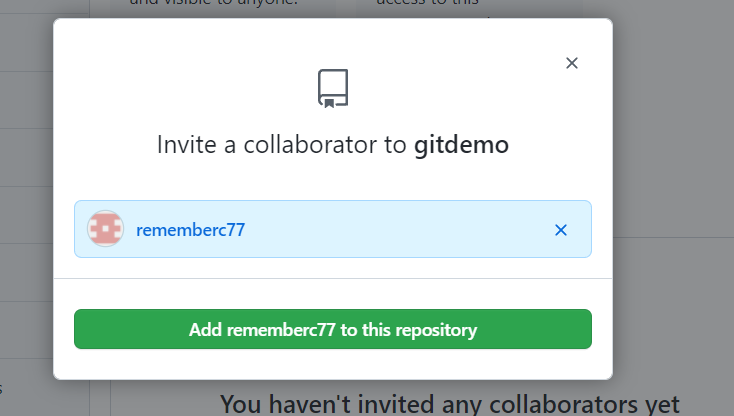 and visible to anyone.
access to this
Invite a collaborator to gitdemo
rememberc77
Add rememberc77 to this repository
You haven't invited any collaborators yet